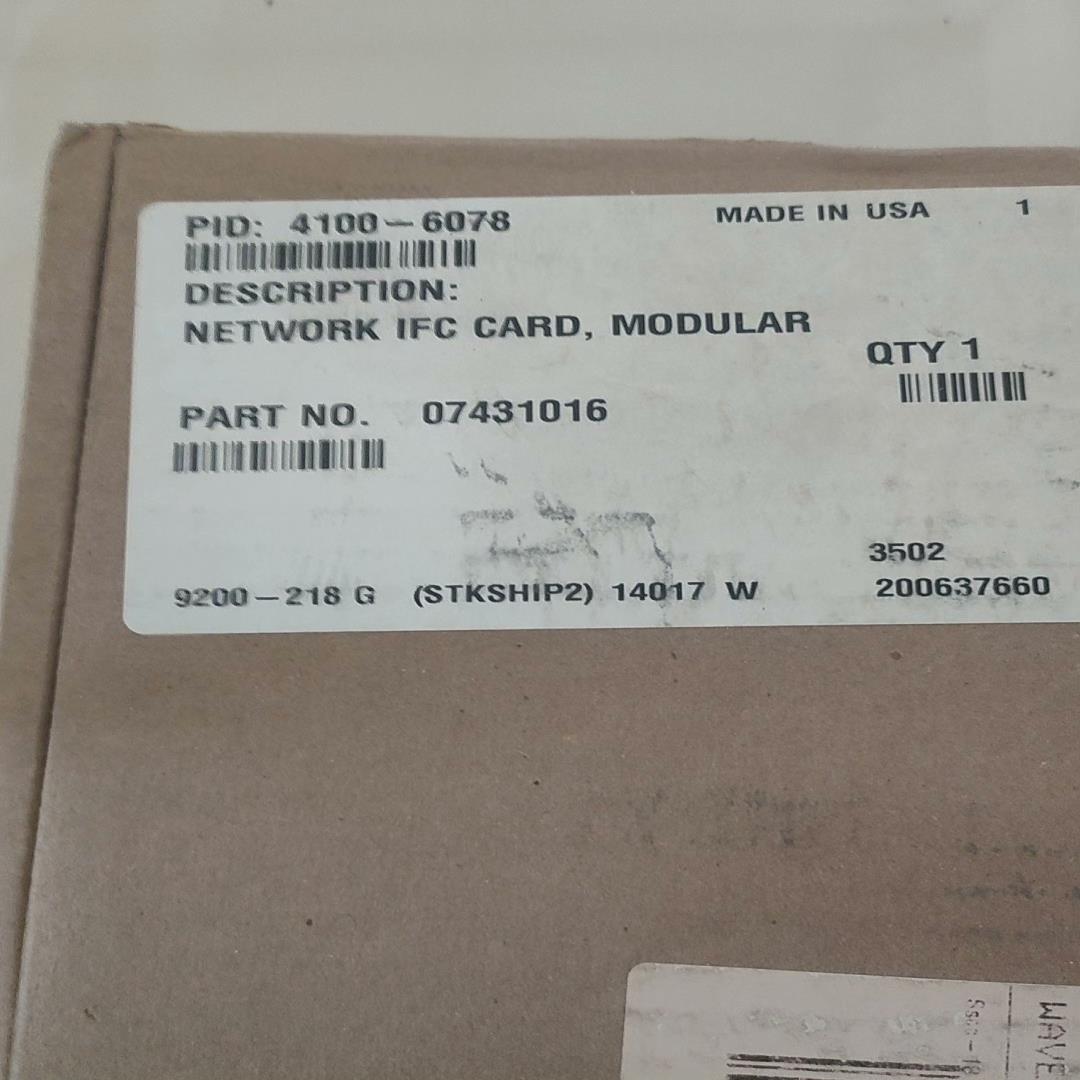 PID: 4100-6078
MADE IN USA 1
DESCRIPTION:
NETWORK IFC CARD, MODULAR
QTY 1
PART NO. 07431016
3502
9200-218 G (STKSHIP2) 14017 W 200637660